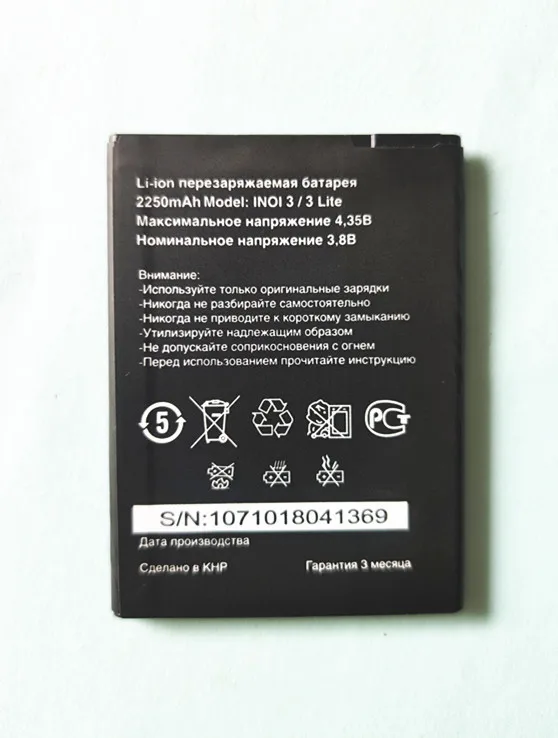 Li-ion перезаряжаемая батарея
2250mAh Model: INOI 3 / 3 Lite
Максимальное напряжение 4,35В
Номинальное напряжение 3,8В
Внимание:
-Используйте только оригинальные зарядки
-Никогда не разбирайте самостоятельно
-Никогда не приводите к короткому замыканию
-Утилизируйте надлежащим образом
-Не допускайте соприкосновения с огнем
-Перед использованием прочитайте инструкцию
5 РСТ
S/N:1071018041369
Дата производства
Сделано в КНР Гарантия 3 месяца